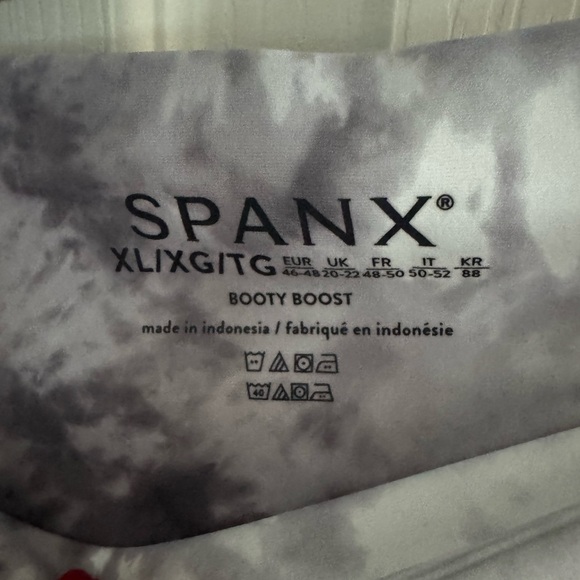 SPANX®
XL/XG/TG EUR 46-48 UK 20-22 FR 48-50 IT 50-52 KR 88
BOOTY BOOST
made in indonesia / fabriqué en indonésie
40